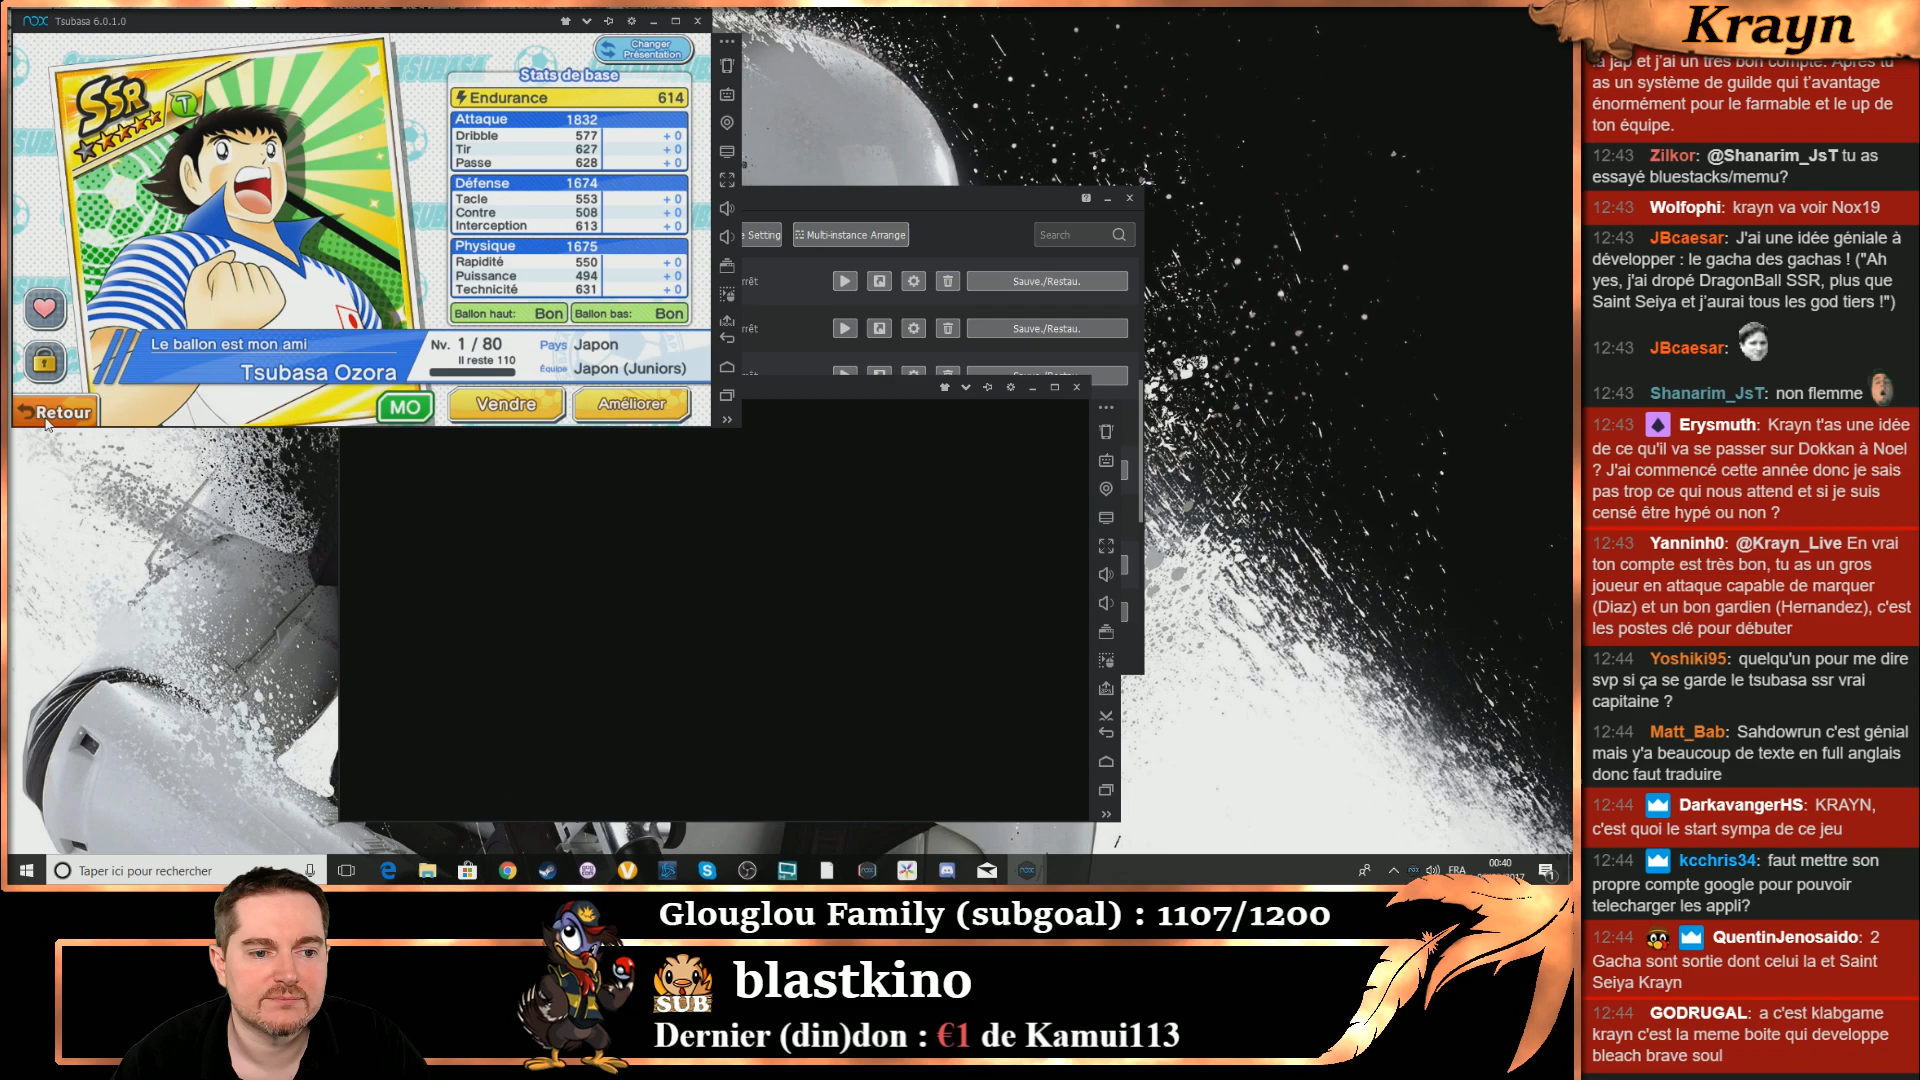 nox Tsubasa 6.0.1.0
SSR
T
Changer
Présentation
Stats de base
Endurance 614
Attaque 1832
Dribble 577 + 0
Tir 627 + 0
Passe 628 + 0
Défense 1674
Tacle 553 + 0
Contre 508 + 0
Interception 613 + 0
Physique 1675
Rapidité 550 + 0
Puissance 494 + 0
Technicité 631 + 0
Ballon haut: Bon Ballon bas: Bon
Le ballon est mon ami
Tsubasa Ozora
Nv. 1 / 80
Il reste 110
Pays Japon
Équipe Japon (Juniors)
Retour
MO
Vendre
Améliorer
e Setting
Multi-instance Arrange
Search
rrêt
Sauve./Restau.
rrêt
Sauve./Restau.
Taper ici pour rechercher
FRA
00:40
Krayn
la jap et j'ai un très bon compte. Après tu
as un système de guilde qui t'avantage
énormément pour le farmable et le up de
ton équipe.
12:43 Zilkor: @Shanarim_JsT tu as
essayé bluestacks/memu?
12:43 Wolfophi: krayn va voir Nox19
12:43 JBcaesar: J'ai une idée géniale à
développer : le gacha des gachas ! ("Ah
yes, j'ai dropé DragonBall SSR, plus que
Saint Seiya et j'aurai tous les god tiers !")
12:43 JBcaesar:
12:43 Shanarim_JsT: non flemme
12:43 Erysmuth: Krayn t'as une idée
de ce qu'il va se passer sur Dokkan à Noel
? J'ai commencé cette année donc je sais
pas trop ce qui nous attend et si je suis
censé être hypé ou non ?
12:43 Yanninh0: @Krayn_Live En vrai
ton compte est très bon, tu as un gros
joueur en attaque capable de marquer
(Diaz) et un bon gardien (Hernandez), c'est
les postes clé pour débuter
12:44 Yoshiki95: quelqu'un pour me dire
svp si ça se garde le tsubasa ssr vrai
capitaine ?
12:44 Matt_Bab: Sahdowrun c'est génial
mais y'a beaucoup de texte en full anglais
donc faut traduire
12:44 DarkavangerHS: KRAYN,
c'est quoi le start sympa de ce jeu
12:44 kcchris34: faut mettre son
propre compte google pour pouvoir
telecharger les appli?
12:44 QuentinJenosaido: 2
Gacha sont sortie dont celui la et Saint
Seiya Krayn
12:44 GODRUGAL: a c'est klabgame
krayn c'est la meme boite qui developpe
bleach brave soul
Glouglou Family (subgoal) : 1107/1200
SUB
blastkino
Dernier (din)don : €1 de Kamui113